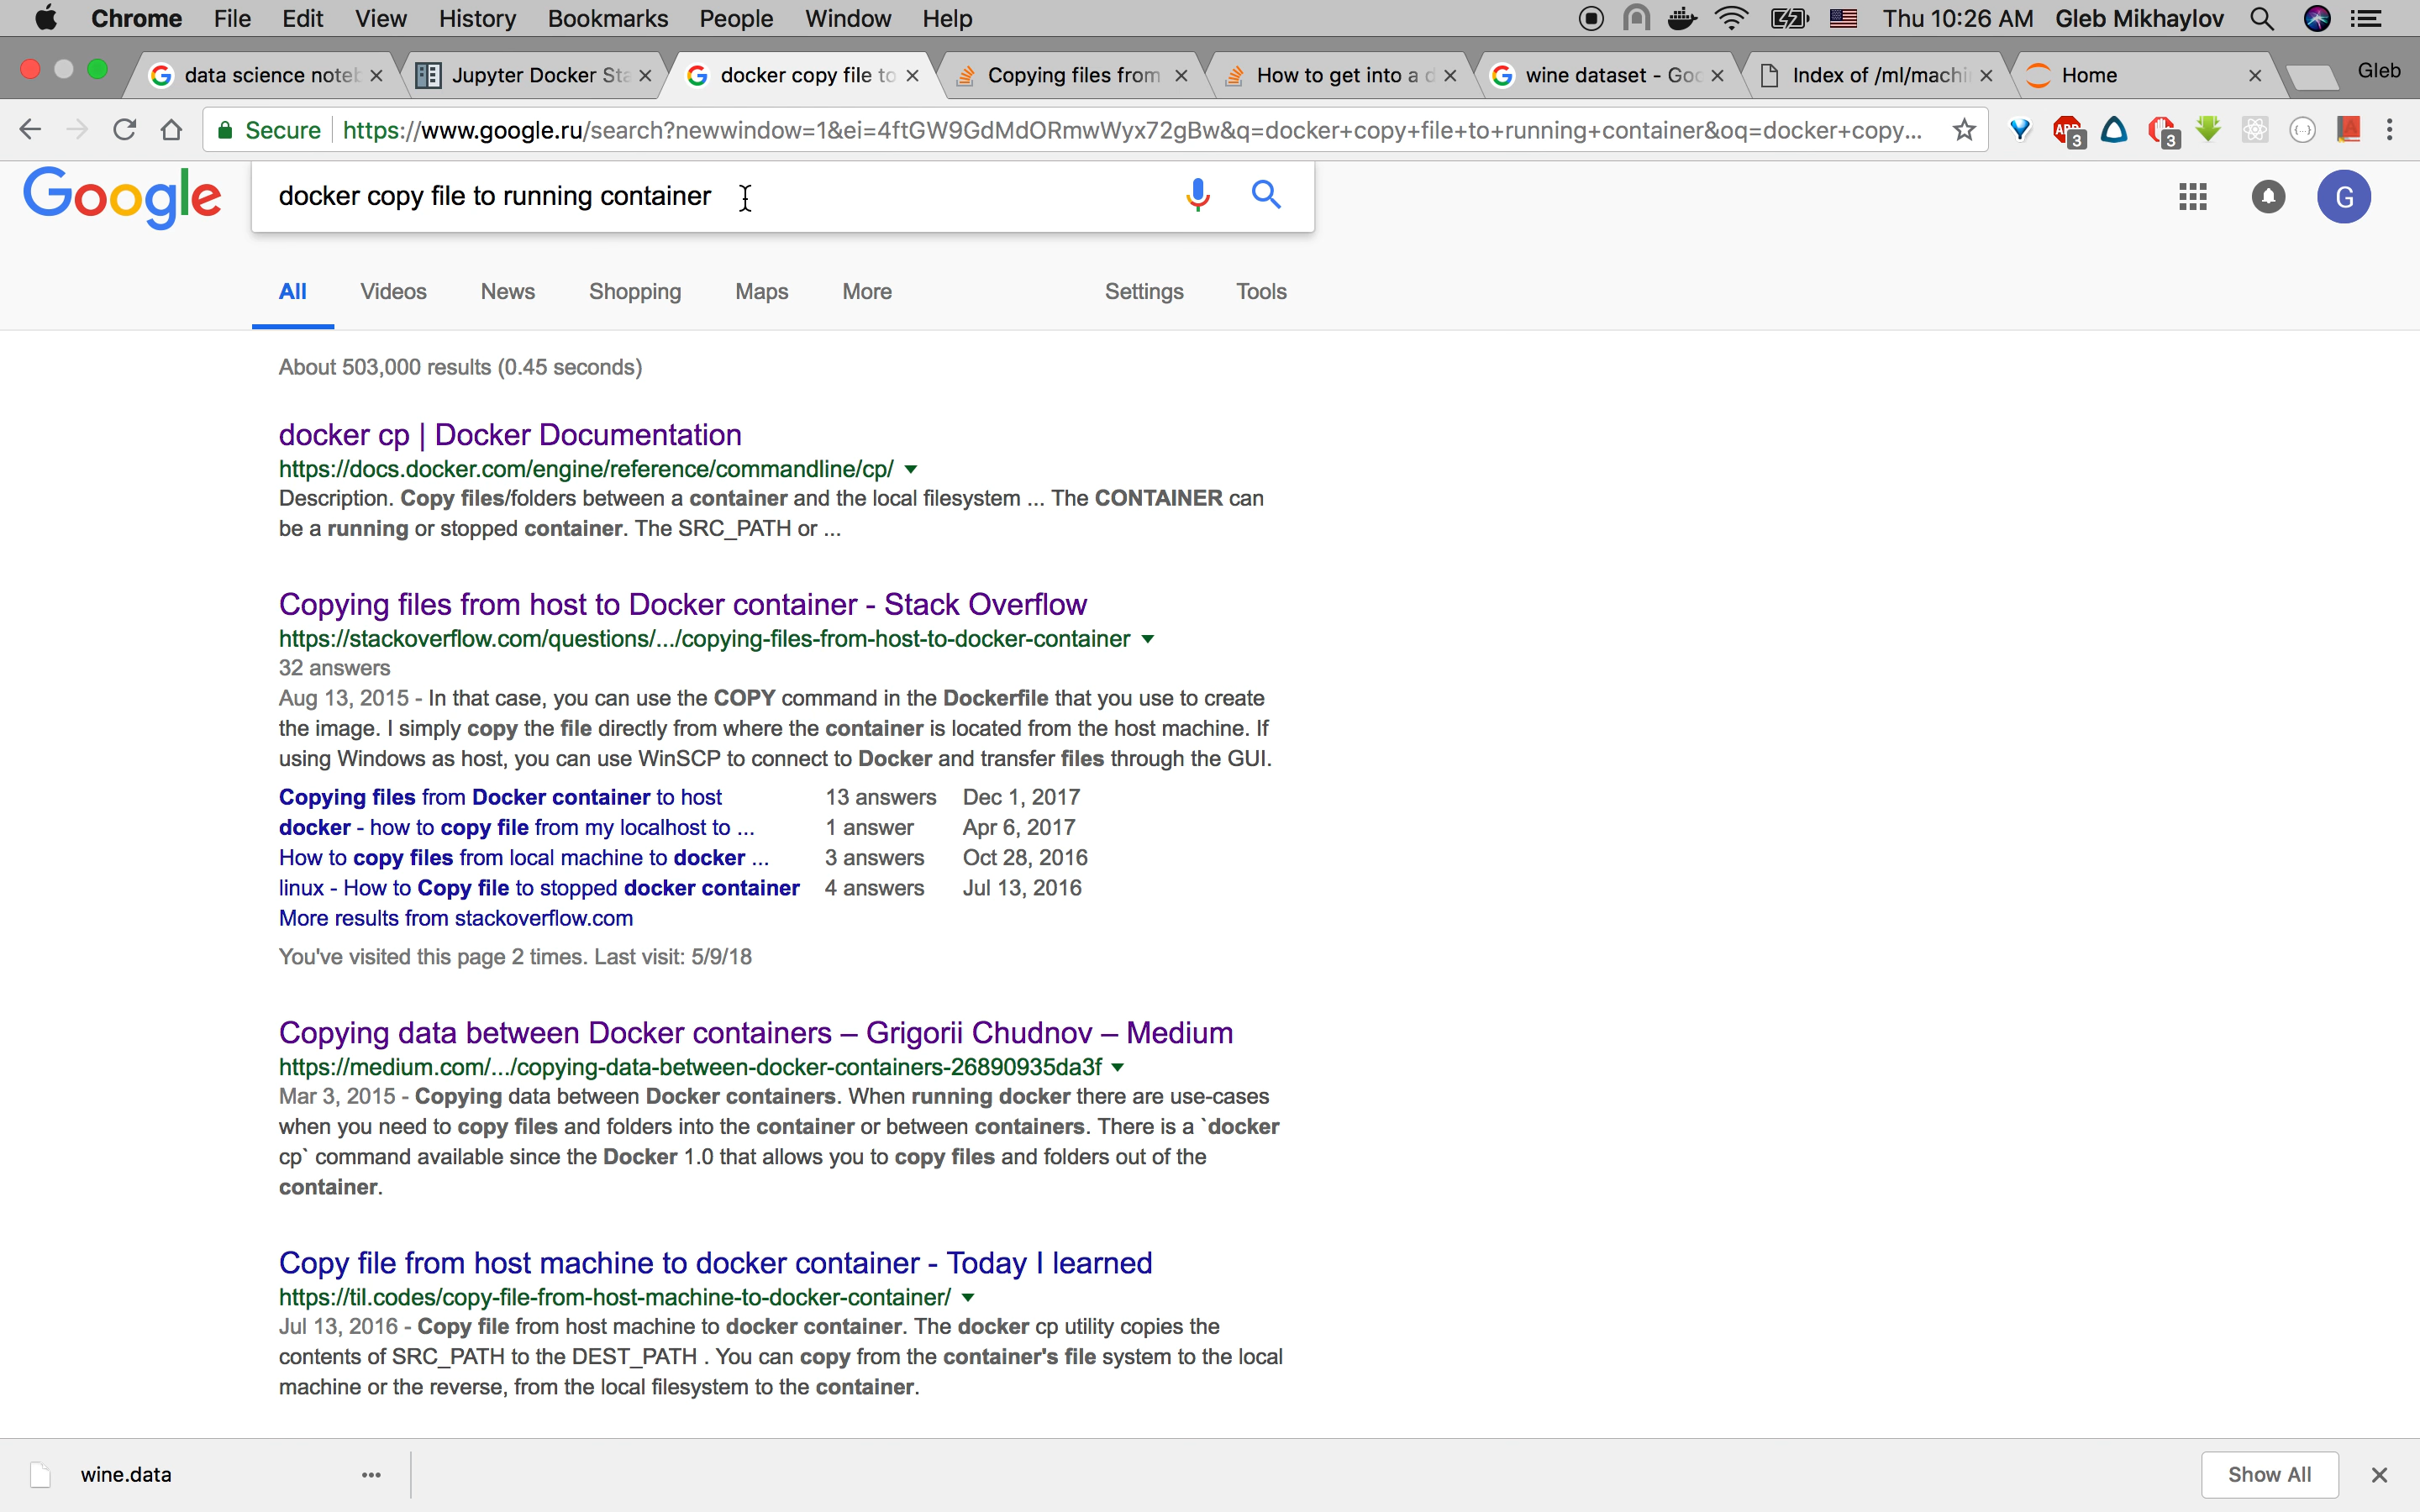 Chrome File Edit View History Bookmarks People Window Help Thu 10:26 AM Gleb Mikhaylov
data science note Jupyter Docker Sta docker copy file to Copying files from How to get into a d wine dataset - Goo Index of /ml/machi Home Gleb
Secure https://www.google.ru/search?newwindow=1&ei=4ftGW9GdMdORmwWyx72gBw&q=docker+copy+file+to+running+container&oq=docker+copy... ABP 3 3
Google docker copy file to running container G
All Videos News Shopping Maps More Settings Tools
About 503,000 results (0.45 seconds)
docker cp | Docker Documentation
https://docs.docker.com/engine/reference/commandline/cp/
Description. Copy files/folders between a container and the local filesystem ... The CONTAINER can
be a running or stopped container. The SRC_PATH or ...
Copying files from host to Docker container - Stack Overflow
https://stackoverflow.com/questions/.../copying-files-from-host-to-docker-container
32 answers
Aug 13, 2015 - In that case, you can use the COPY command in the Dockerfile that you use to create
the image. I simply copy the file directly from where the container is located from the host machine. If
using Windows as host, you can use WinSCP to connect to Docker and transfer files through the GUI.
Copying files from Docker container to host 13 answers Dec 1, 2017
docker - how to copy file from my localhost to ... 1 answer Apr 6, 2017
How to copy files from local machine to docker ... 3 answers Oct 28, 2016
linux - How to Copy file to stopped docker container 4 answers Jul 13, 2016
More results from stackoverflow.com
You've visited this page 2 times. Last visit: 5/9/18
Copying data between Docker containers – Grigorii Chudnov – Medium
https://medium.com/.../copying-data-between-docker-containers-26890935da3f
Mar 3, 2015 - Copying data between Docker containers. When running docker there are use-cases
when you need to copy files and folders into the container or between containers. There is a `docker
cp` command available since the Docker 1.0 that allows you to copy files and folders out of the
container.
Copy file from host machine to docker container - Today I learned
https://til.codes/copy-file-from-host-machine-to-docker-container/
Jul 13, 2016 - Copy file from host machine to docker container. The docker cp utility copies the
contents of SRC_PATH to the DEST_PATH . You can copy from the container's file system to the local
machine or the reverse, from the local filesystem to the container.
wine.data Show All